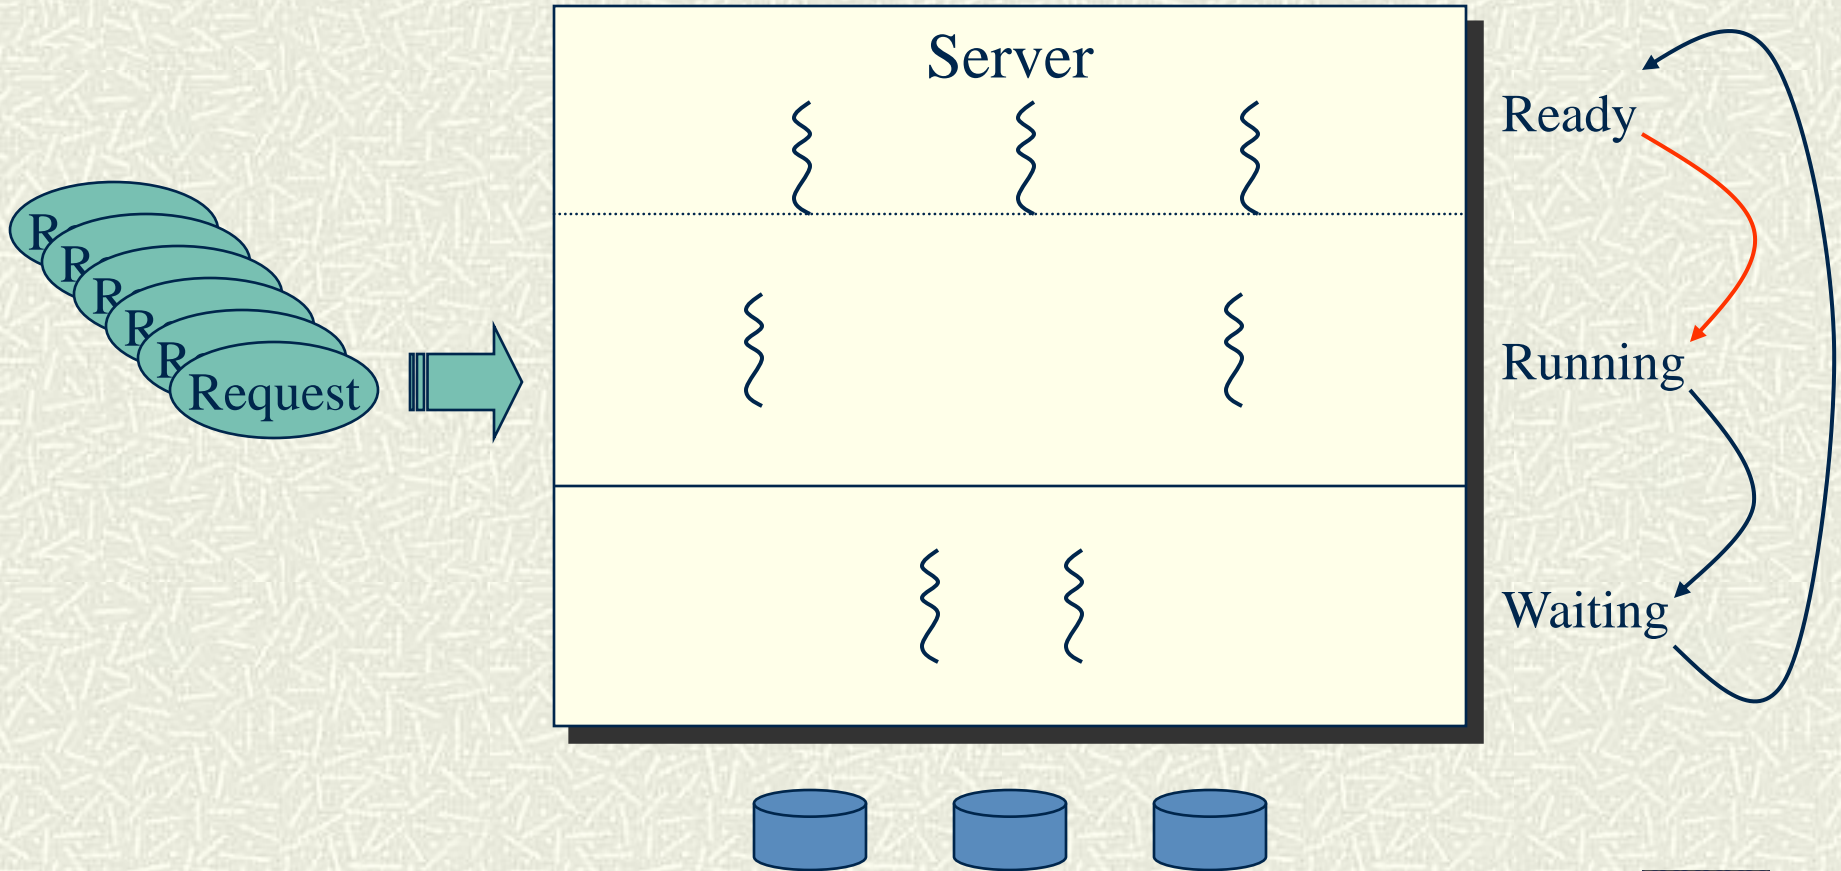 Server
Ready
R
R
R
R
R
Request
Running
Waiting